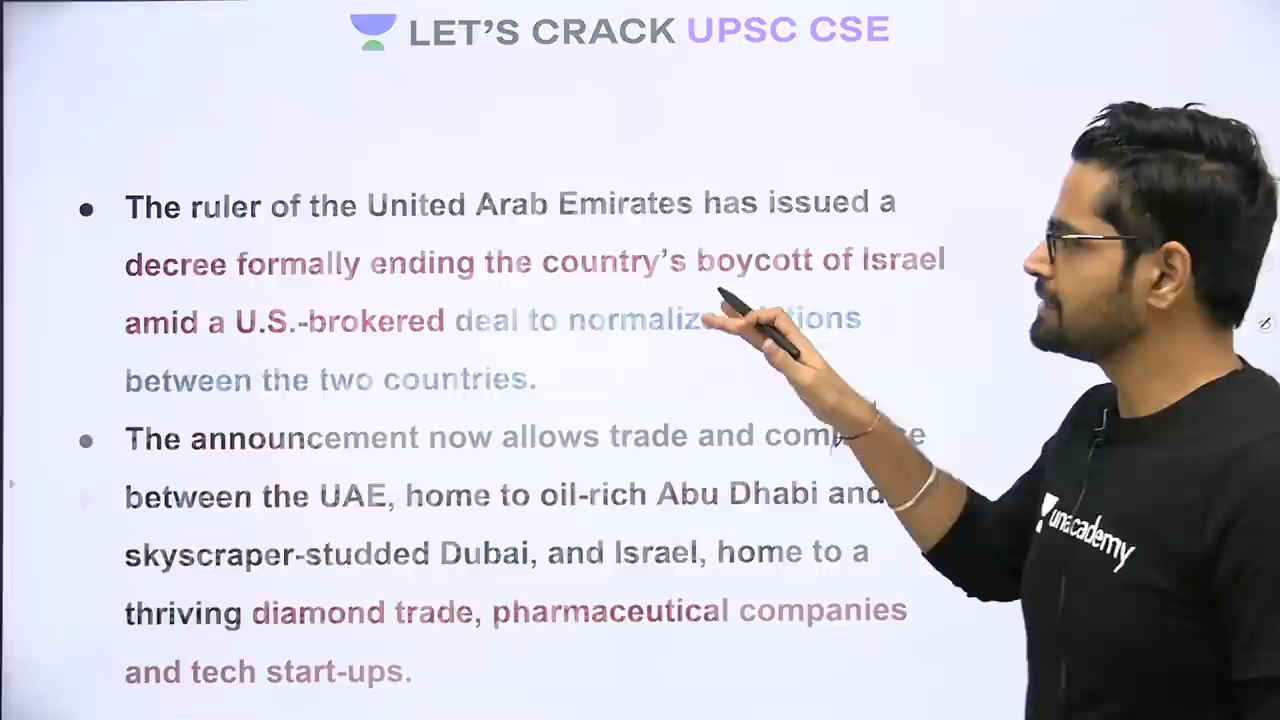 LET'S CRACK UPSC CSE
The ruler of the United Arab Emirates has issued a
decree formally ending the country's boycott of Israel
amid a U.S.-brokered deal to
between the two countries.
The announcement now allows trade and
between the UAE, home to oil-rich Abu Dhabi and
skyscraper-studded Dubai, and Israel, home to a
thriving diamond trade, pharmaceutical companies
and tech start-ups.
unacademy